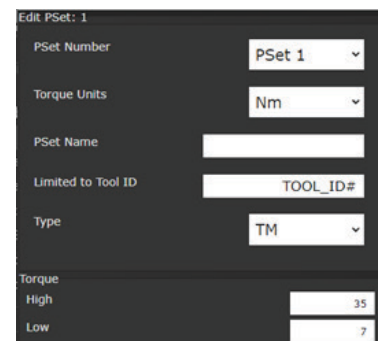 Edit PSet: 1
PSet Number PSet 1
Torque Units Nm
PSet Name
Limited to Tool ID TOOL_ID#
Type TM
Torque
High 35
Low 7